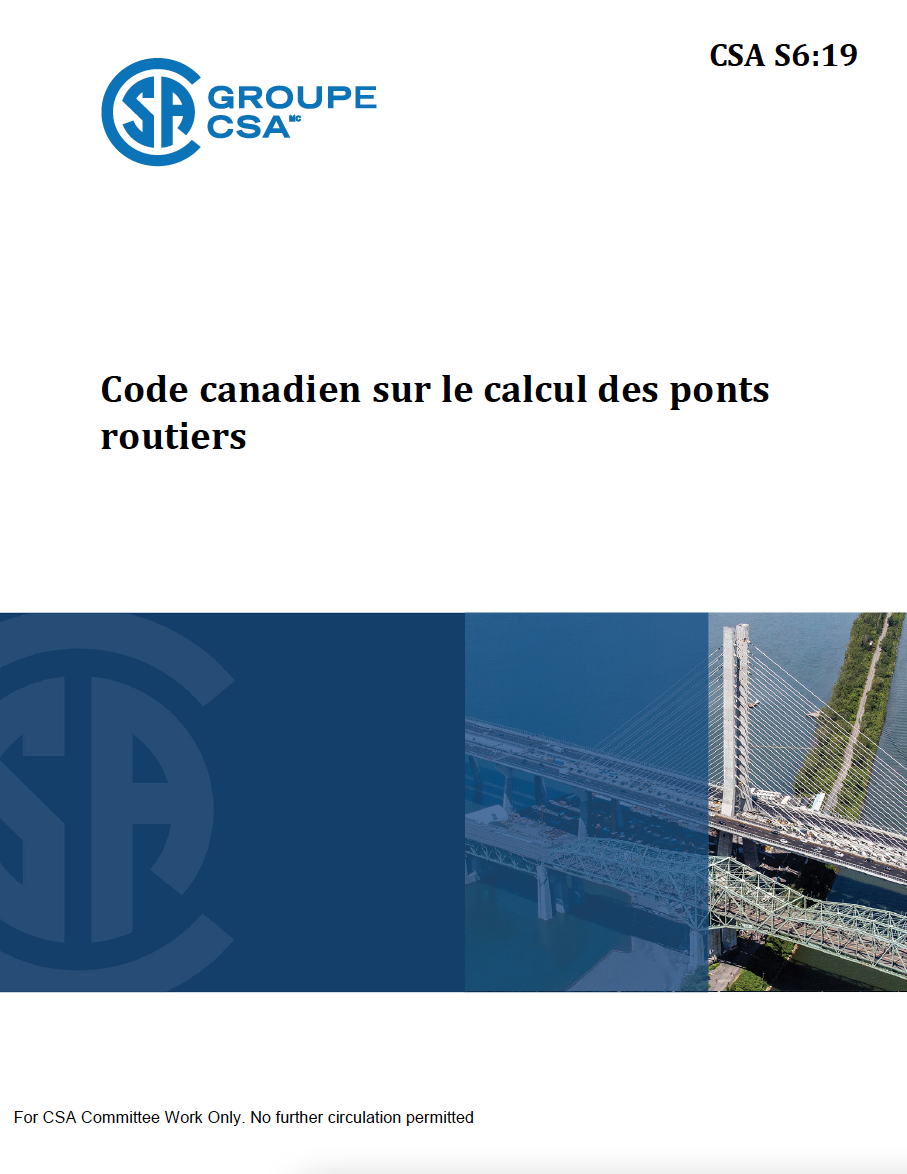 CSA S6:19
GROUPE
CSA MC
Code canadien sur le calcul des ponts
routiers
For CSA Committee Work Only. No further circulation permitted